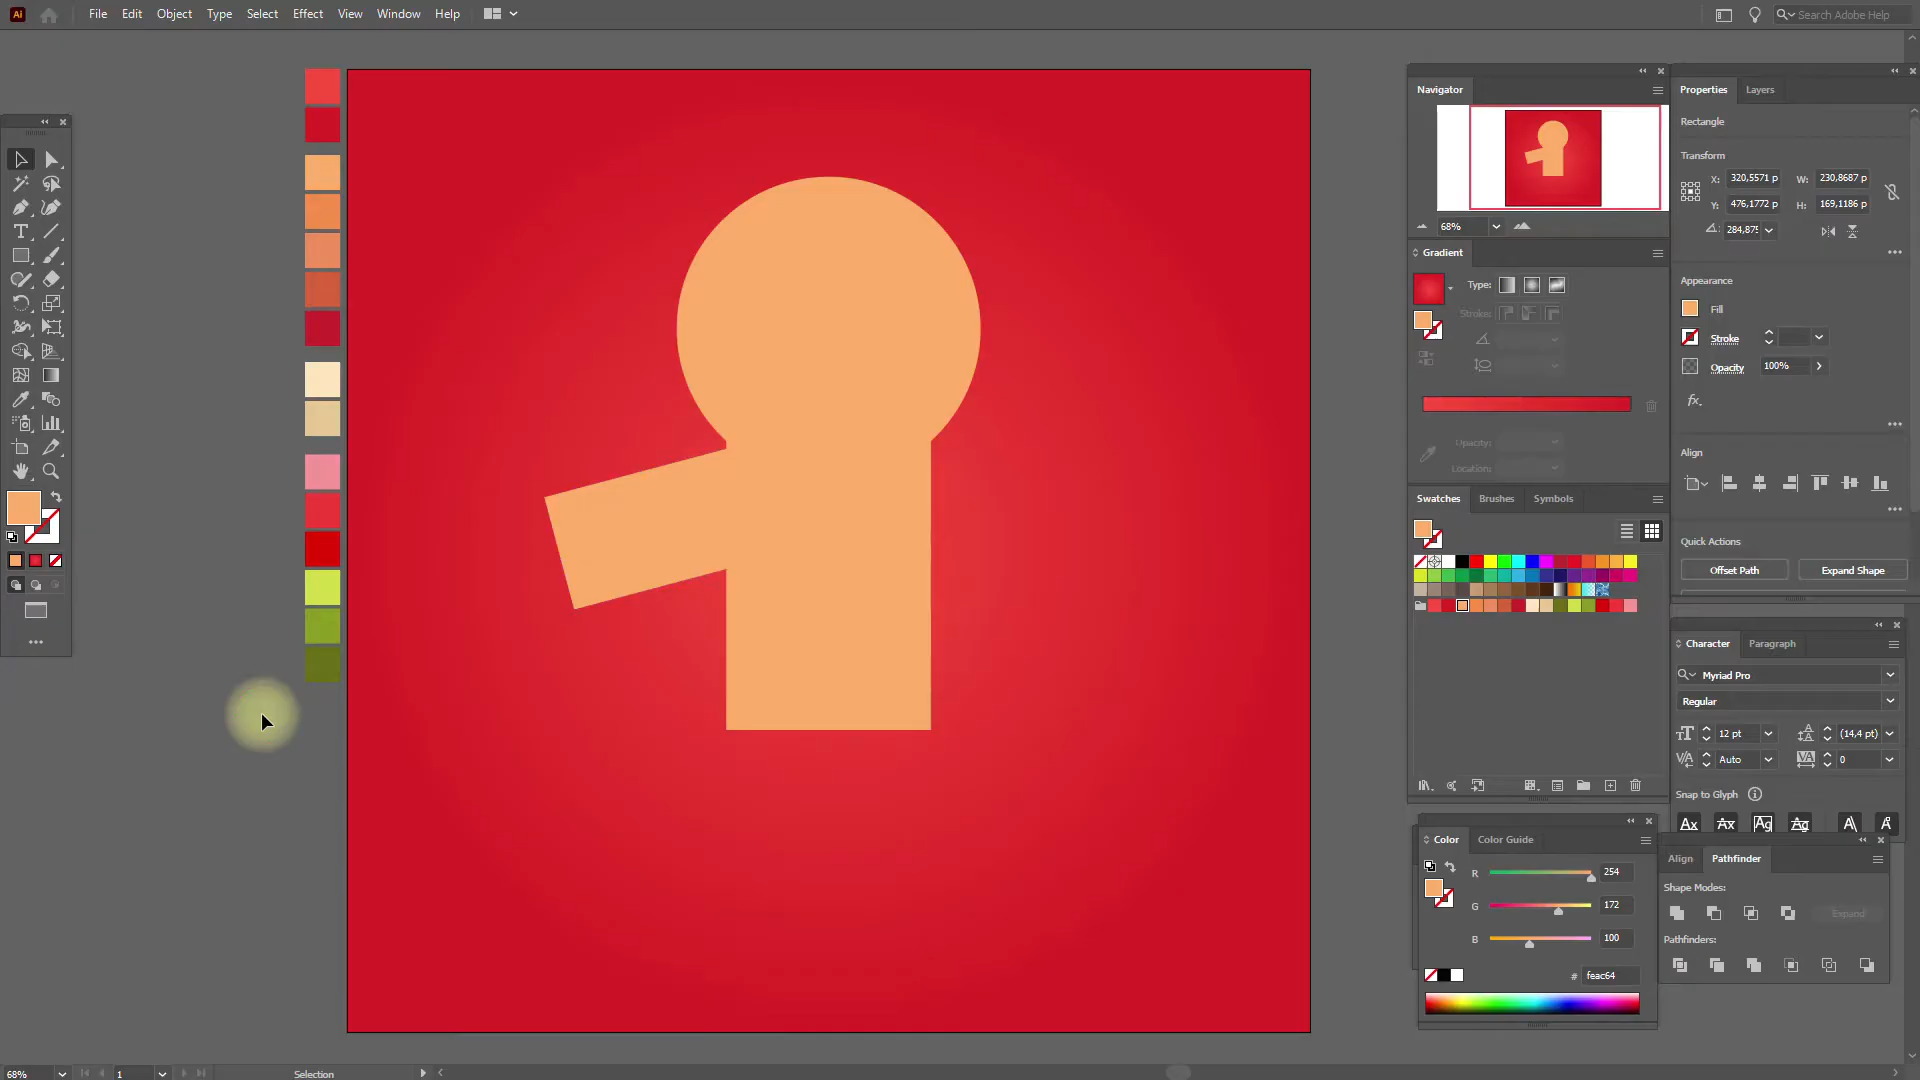 Ai
File Edit Object Type Select Effect View Window Help
Search Adobe Help
Navigator
68%
Gradient
Type:
Stroke:
Opacity:
Location:
Swatches Brushes Symbols
Color Color Guide
R 254
G 172
B 100
# feac64
Properties Layers
Rectangle
Transform
X: 320,5571 p W: 230,8687 p
Y: 476,1772 p H: 169,1186 p
284,875
Appearance
Fill
Stroke
Opacity 100%
fx.
Align
Quick Actions
Offset Path Expand Shape
Character Paragraph
Myriad Pro
Regular
12 pt (14,4 pt)
Auto 0
Snap to Glyph
Align Pathfinder
Shape Modes:
Expand
Pathfinders:
68% 1 Selection